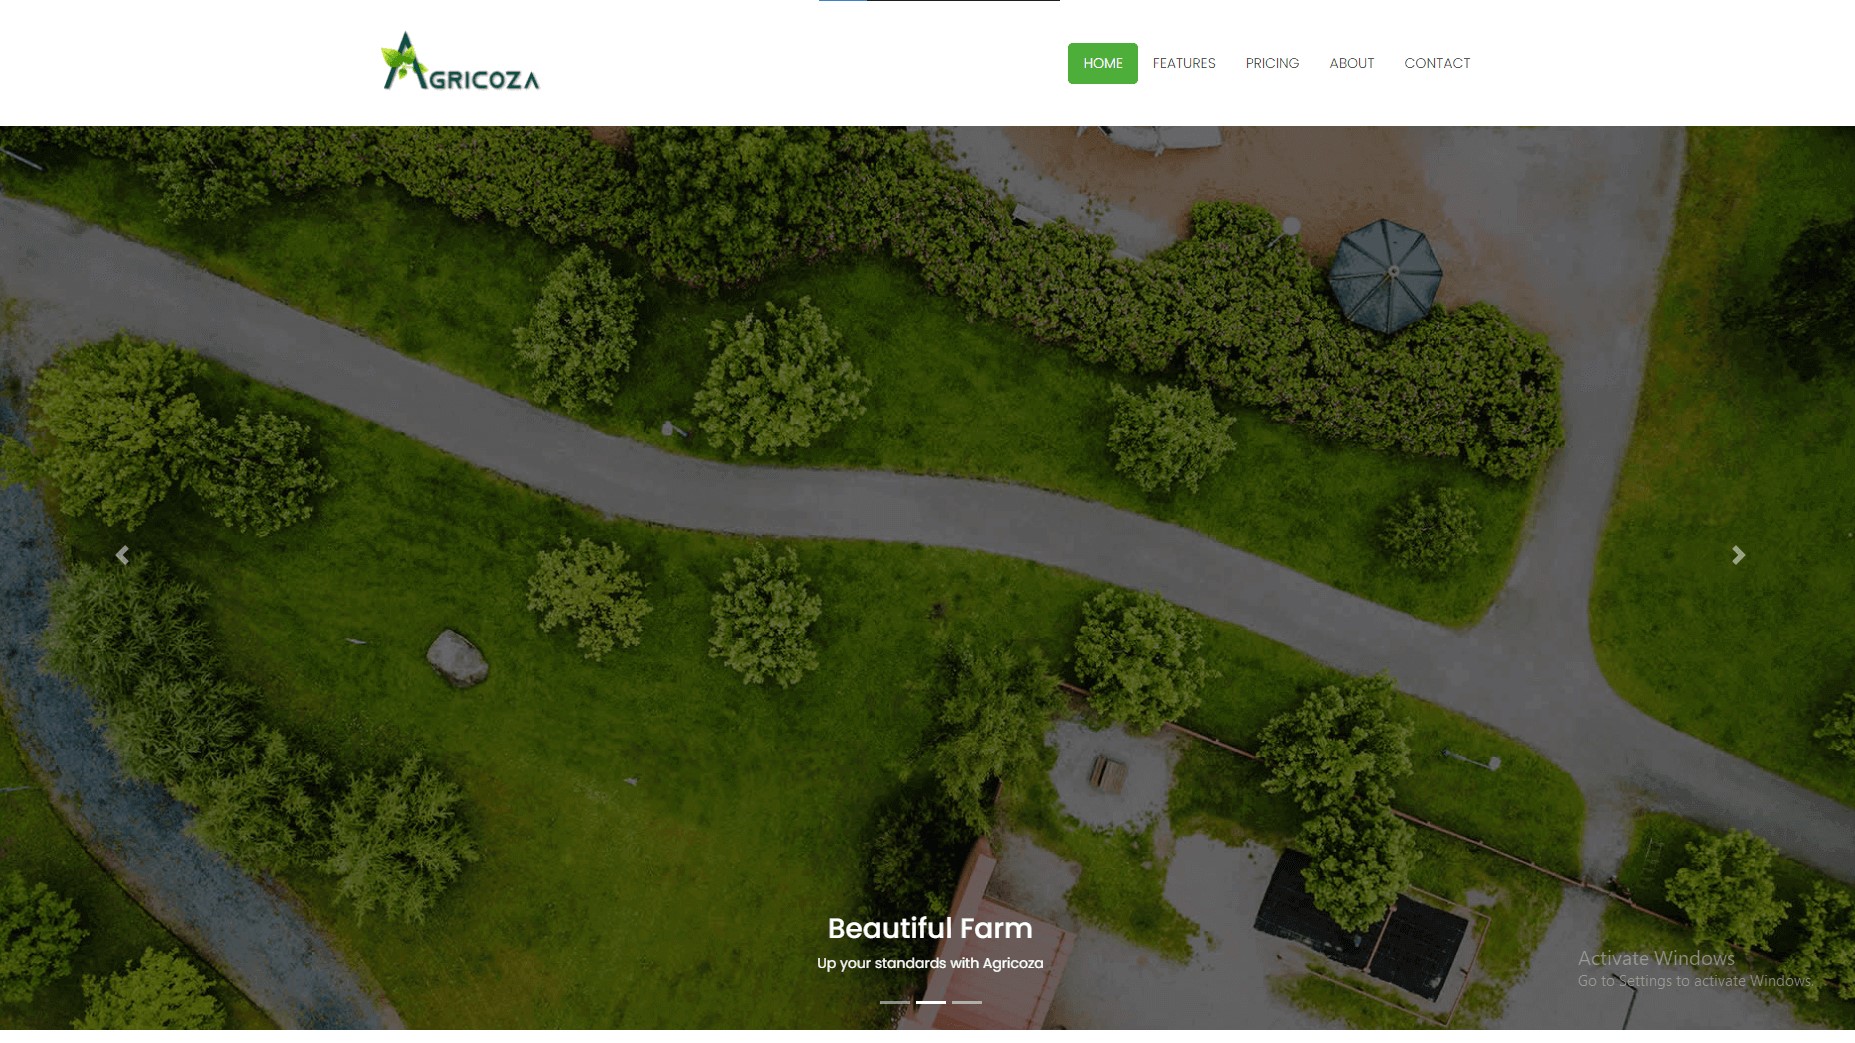 AGRICOZA
HOME FEATURES PRICING ABOUT CONTACT
Beautiful Farm
Up your standards with Agricoza
Activate Windows
Go to Settings to activate Windows.